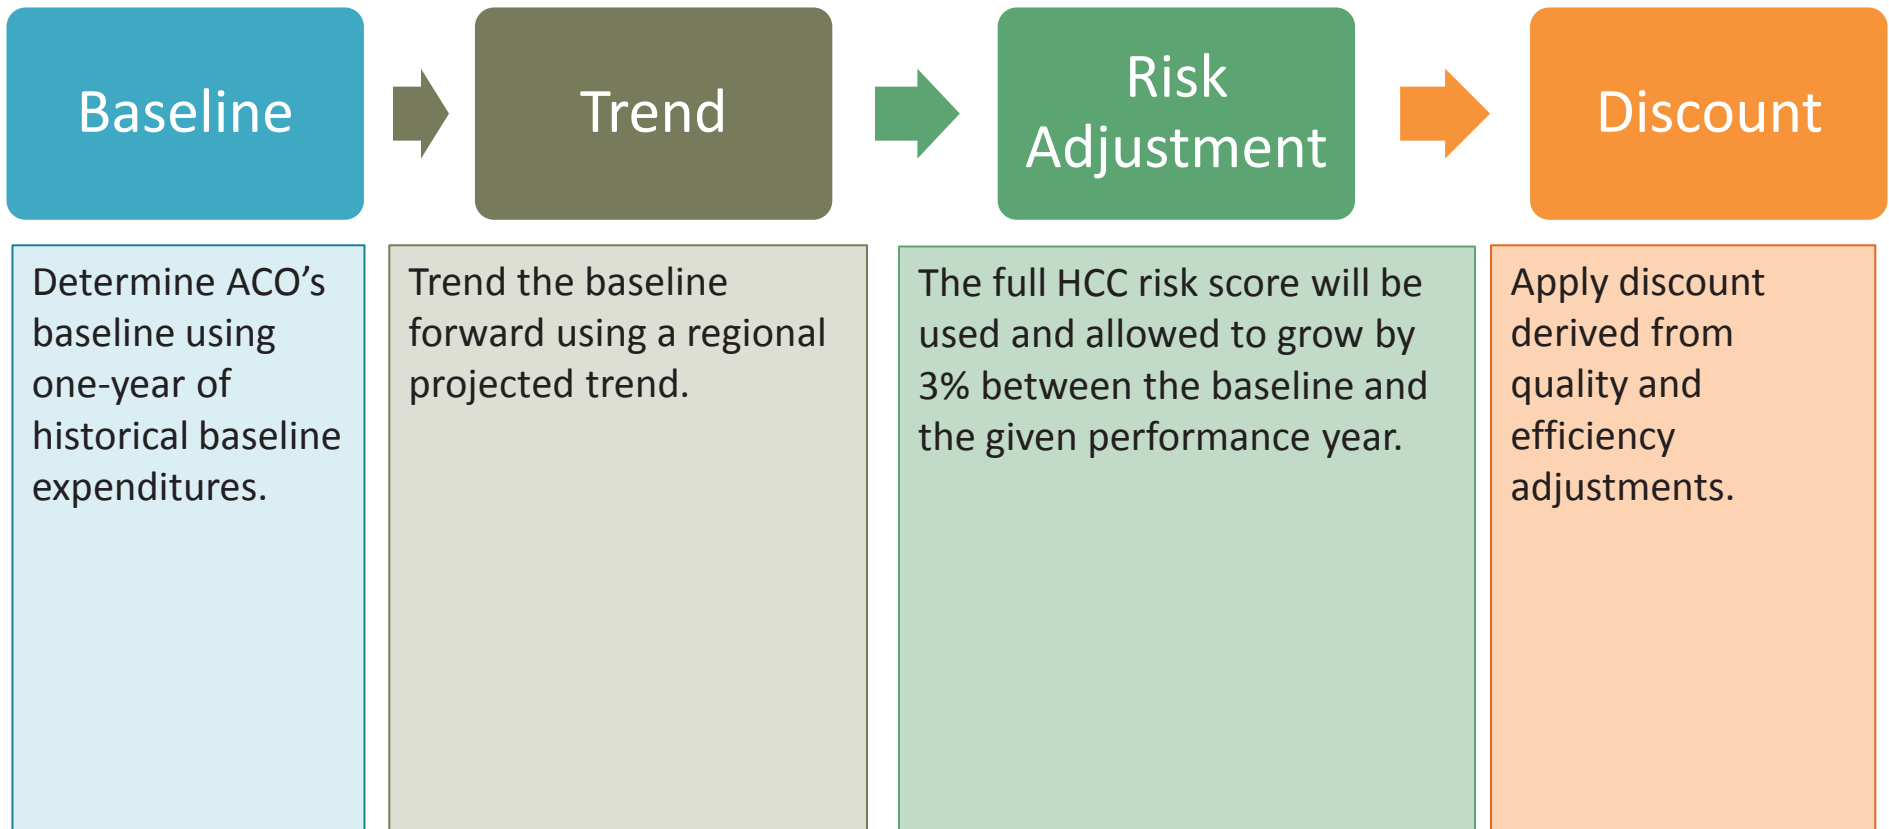 Baseline
Trend
Risk
Adjustment
Discount
Determine ACO’s
baseline using
one-year of
historical baseline
expenditures.
Trend the baseline
forward using a regional
projected trend.
The full HCC risk score will be
used and allowed to grow by
3% between the baseline and
the given performance year.
Apply discount
derived from
quality and
efficiency
adjustments.